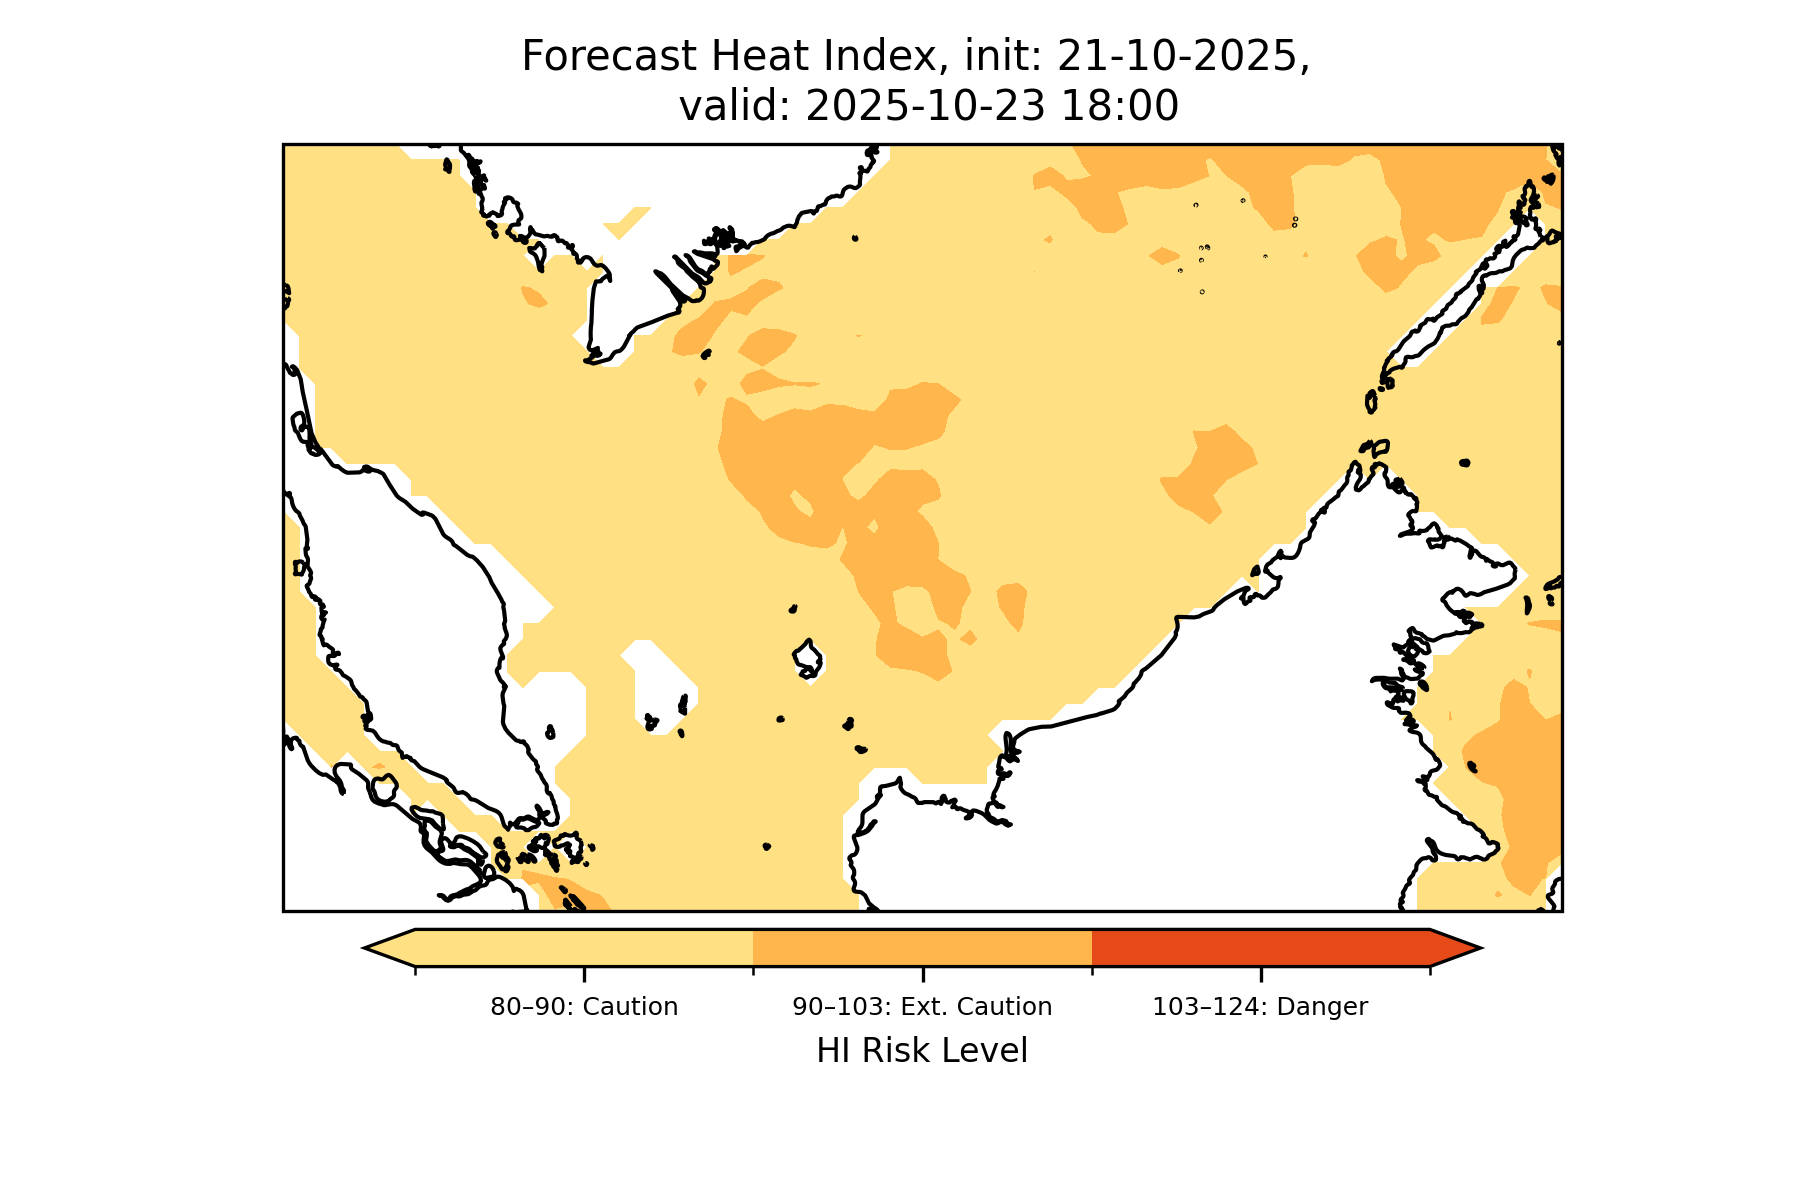 Forecast Heat Index, init: 21-10-2025,
valid: 2025-10-23 18:00
80–90: Caution
90–103: Ext. Caution
103–124: Danger
HI Risk Level